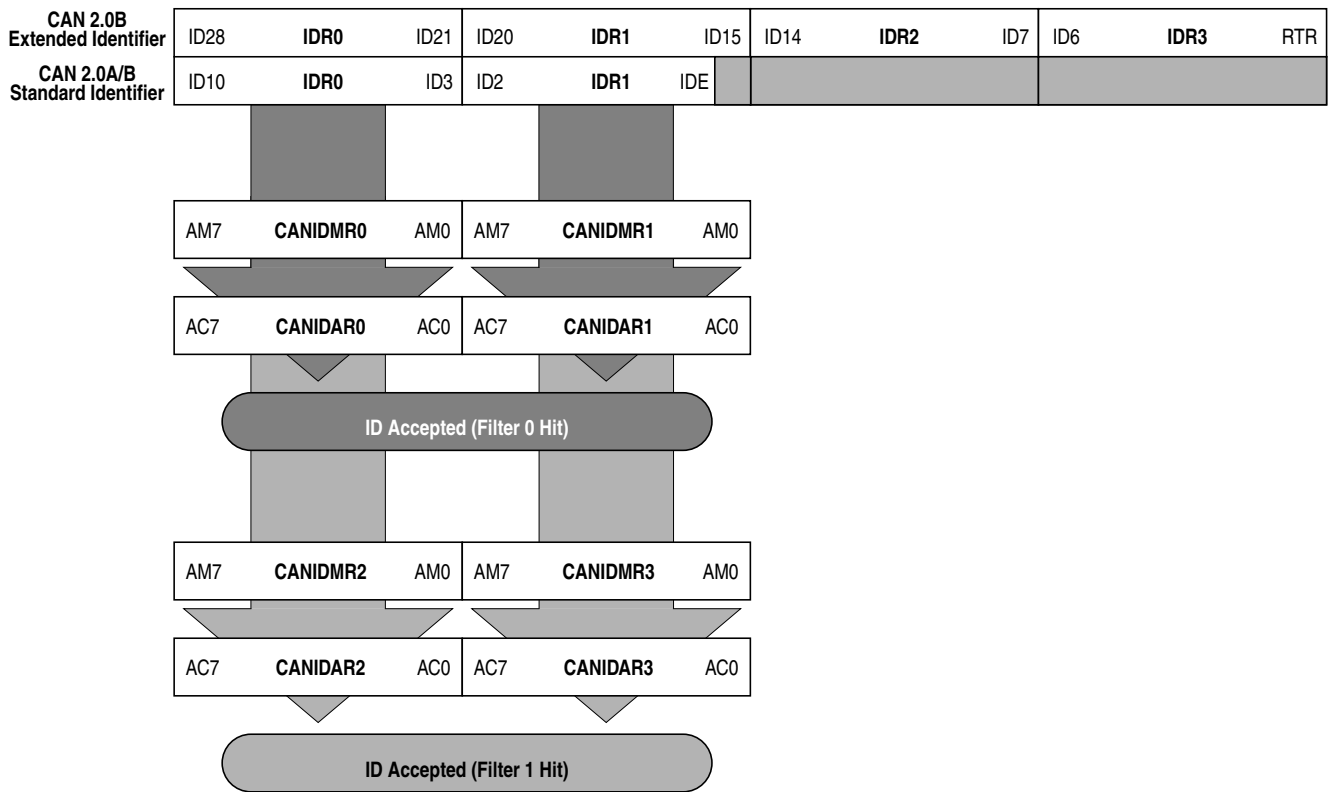 CAN 2.0B
Extended Identifier
ID28 IDR0 ID21 ID20 IDR1 ID15 ID14 IDR2 ID7 ID6 IDR3 RTR
CAN 2.0A/B
Standard Identifier
ID10 IDR0 ID3 ID2 IDR1 IDE
AM7 CANIDMR0 AM0 AM7 CANIDMR1 AM0
AC7 CANIDAR0 AC0 AC7 CANIDAR1 AC0
ID Accepted (Filter 0 Hit)
AM7 CANIDMR2 AM0 AM7 CANIDMR3 AM0
AC7 CANIDAR2 AC0 AC7 CANIDAR3 AC0
ID Accepted (Filter 1 Hit)